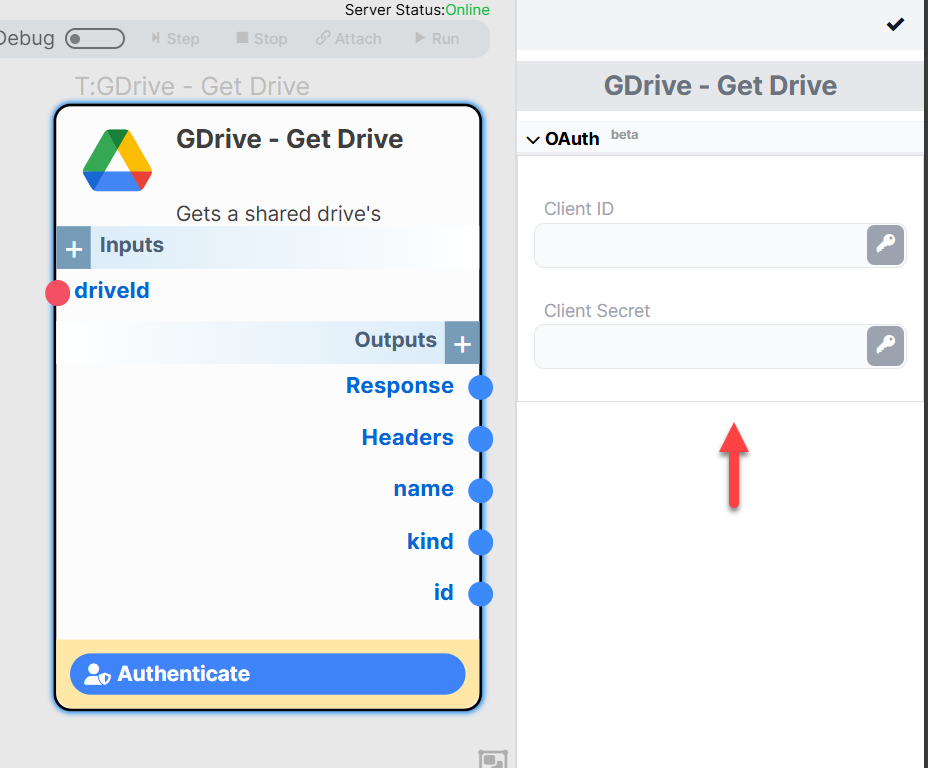 Server Status:Online
Debug
Step
Stop
Attach
Run
T:GDrive - Get Drive
GDrive - Get Drive
Gets a shared drive's
+ Inputs
driveId
Outputs +
Response
Headers
name
kind
id
Authenticate
GDrive - Get Drive
OAuth beta
Client ID
Client Secret